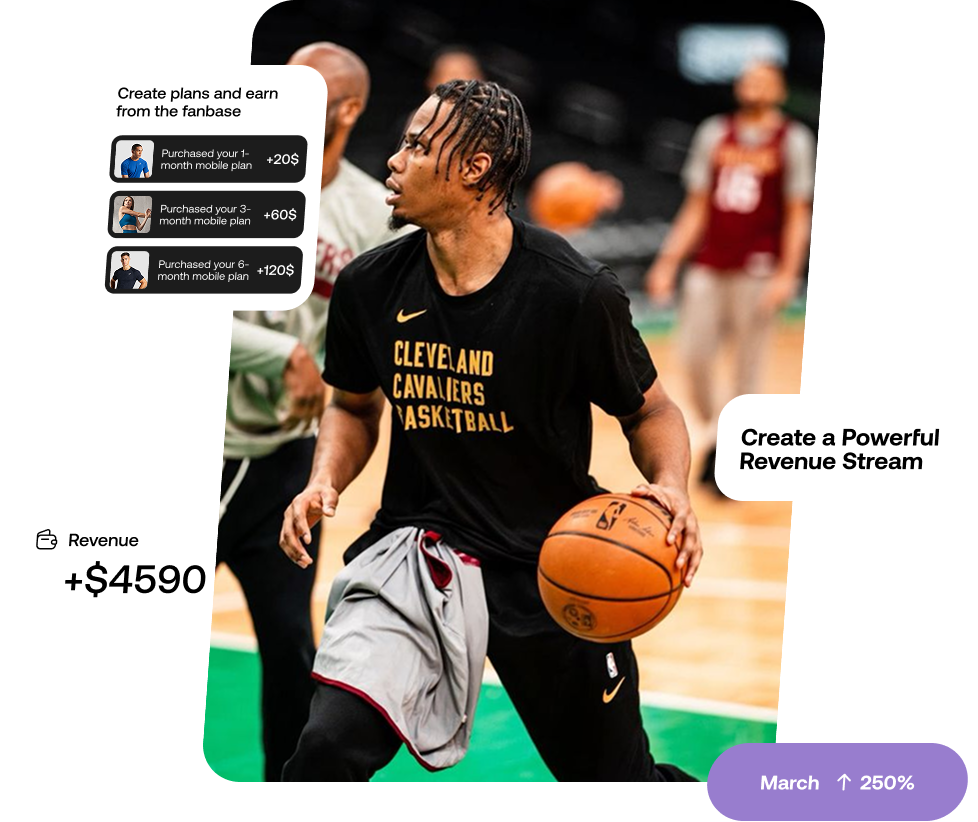 Create plans and earn
from the fanbase
Purchased your 1-
month mobile plan
+20$
Purchased your 3-
month mobile plan
+60$
Purchased your 6-
month mobile plan
+120$
CLEVELAND
CAVALIERS
BASKETBALL
Create a Powerful
Revenue Stream
Revenue
+$4590
March ↑ 250%